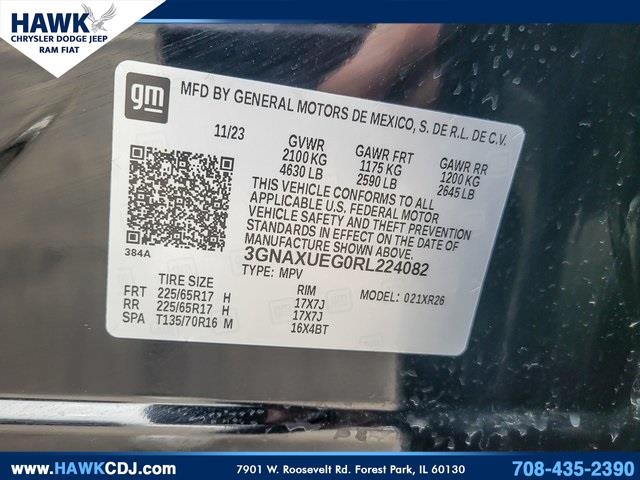 HAWK
CHRYSLER DODGE JEEP
RAM FIAT
gm
MFD BY GENERAL MOTORS DE MEXICO, S. DE R.L. DE C.V.
11/23 GVWR GAWR FRT GAWR RR
2100 KG 1175 KG 1200 KG
4630 LB 2590 LB 2645 LB
THIS VEHICLE CONFORMS TO ALL
APPLICABLE U.S. FEDERAL MOTOR
VEHICLE SAFETY AND THEFT PREVENTION
STANDARDS IN EFFECT ON THE DATE OF
MANUFACTURE SHOWN ABOVE.
384A
3GNAXUEG0RL224082
TYPE: MPV
TIRE SIZE RIM MODEL: 021XR26
FRT 225/65R17 H 17X7J
RR 225/65R17 H 17X7J
SPA T135/70R16 M 16X4BT
www.HAWKCDJ.com 7901 W. Roosevelt Rd. Forest Park, IL 60130 708-435-2390